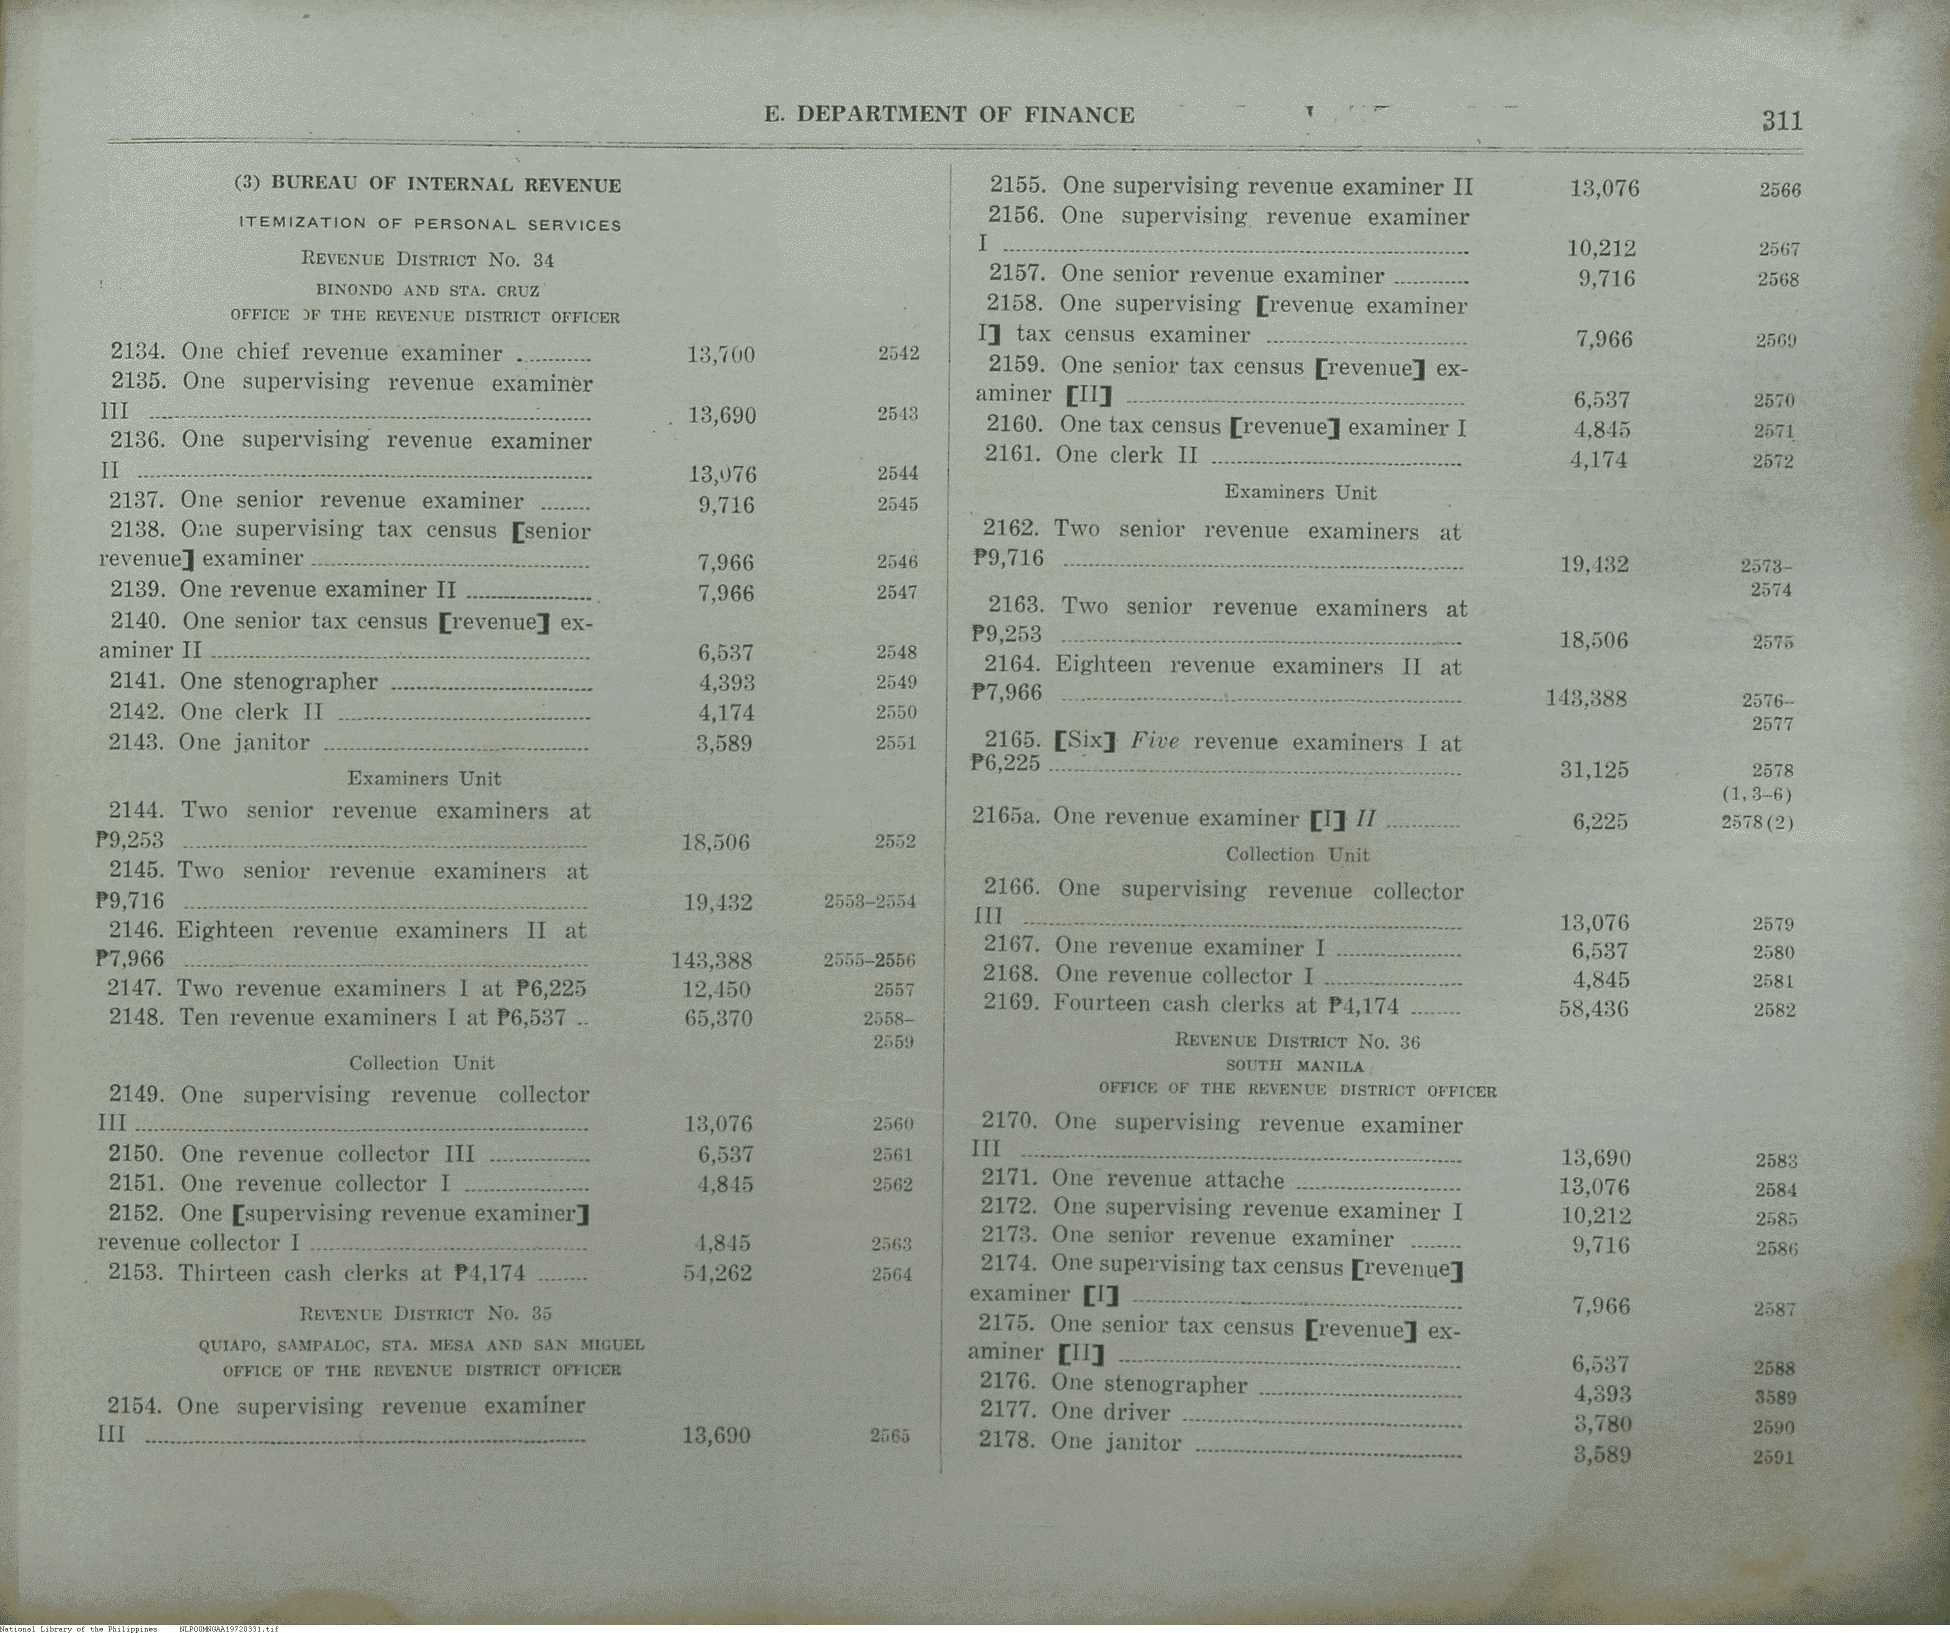 E. DEPARTMENT OF FINANCE 311
(3) BUREAU OF INTERNAL REVENUE
ITEMIZATION OF PERSONAL SERVICES
REVENUE DISTRICT No. 34
BINONDO AND STA. CRUZ
OFFICE OF THE REVENUE DISTRICT OFFICER
2134. One chief revenue examiner ............ 13,700 2542
2135. One supervising revenue examiner
III ............ 13,690 2543
2136. One supervising revenue examiner
II ............ 13,076 2544
2137. One senior revenue examiner ........ 9,716 2545
2138. One supervising tax census [senior
revenue] examiner ............ 7,966 2546
2139. One revenue examiner II ............ 7,966 2547
2140. One senior tax census [revenue] ex-
aminer II ............ 6,537 2548
2141. One stenographer ............ 4,393 2549
2142. One clerk II ............ 4,174 2550
2143. One janitor ............ 3,589 2551
Examiners Unit
2144. Two senior revenue examiners at
₱9,253 ............ 18,506 2552
2145. Two senior revenue examiners at
₱9,716 ............ 19,432 2553–2554
2146. Eighteen revenue examiners II at
₱7,966 ............ 143,388 2555–2556
2147. Two revenue examiners I at ₱6,225 12,450 2557
2148. Ten revenue examiners I at ₱6,537 .. 65,370 2558–
2559
Collection Unit
2149. One supervising revenue collector
III ............ 13,076 2560
2150. One revenue collector III ............ 6,537 2561
2151. One revenue collector I ............ 4,845 2562
2152. One [supervising revenue examiner]
revenue collector I ............ 4,845 2563
2153. Thirteen cash clerks at ₱4,174 ........ 54,262 2564
REVENUE DISTRICT No. 35
QUIAPO, SAMPALOC, STA. MESA AND SAN MIGUEL
OFFICE OF THE REVENUE DISTRICT OFFICER
2154. One supervising revenue examiner
III ............ 13,690 2565
2155. One supervising revenue examiner II 13,076 2566
2156. One supervising revenue examiner
I ............ 10,212 2567
2157. One senior revenue examiner ............ 9,716 2568
2158. One supervising [revenue examiner
I] tax census examiner ............ 7,966 2569
2159. One senior tax census [revenue] ex-
aminer [II] ............ 6,537 2570
2160. One tax census [revenue] examiner I 4,845 2571
2161. One clerk II ............ 4,174 2572
Examiners Unit
2162. Two senior revenue examiners at
₱9,716 ............ 19,432 2573–
2574
2163. Two senior revenue examiners at
₱9,253 ............ 18,506 2575
2164. Eighteen revenue examiners II at
₱7,966 ............ 143,388 2576–
2577
2165. [Six] Five revenue examiners I at
₱6,225 ............ 31,125 2578
(1, 3–6)
2165a. One revenue examiner [I] II ............ 6,225 2578(2)
Collection Unit
2166. One supervising revenue collector
III ............ 13,076 2579
2167. One revenue examiner I ............ 6,537 2580
2168. One revenue collector I ............ 4,845 2581
2169. Fourteen cash clerks at ₱4,174 ........ 58,436 2582
REVENUE DISTRICT No. 36
SOUTH MANILA
OFFICE OF THE REVENUE DISTRICT OFFICER
2170. One supervising revenue examiner
III ............ 13,690 2583
2171. One revenue attache ............ 13,076 2584
2172. One supervising revenue examiner I 10,212 2585
2173. One senior revenue examiner ........ 9,716 2586
2174. One supervising tax census [revenue]
examiner [I] ............ 7,966 2587
2175. One senior tax census [revenue] ex-
aminer [II] ............ 6,537 2588
2176. One stenographer ............ 4,393 3589
2177. One driver ............ 3,780 2590
2178. One janitor ............ 3,589 2591
National Library of the Philippines NLPOOMNGAA19720331.tif